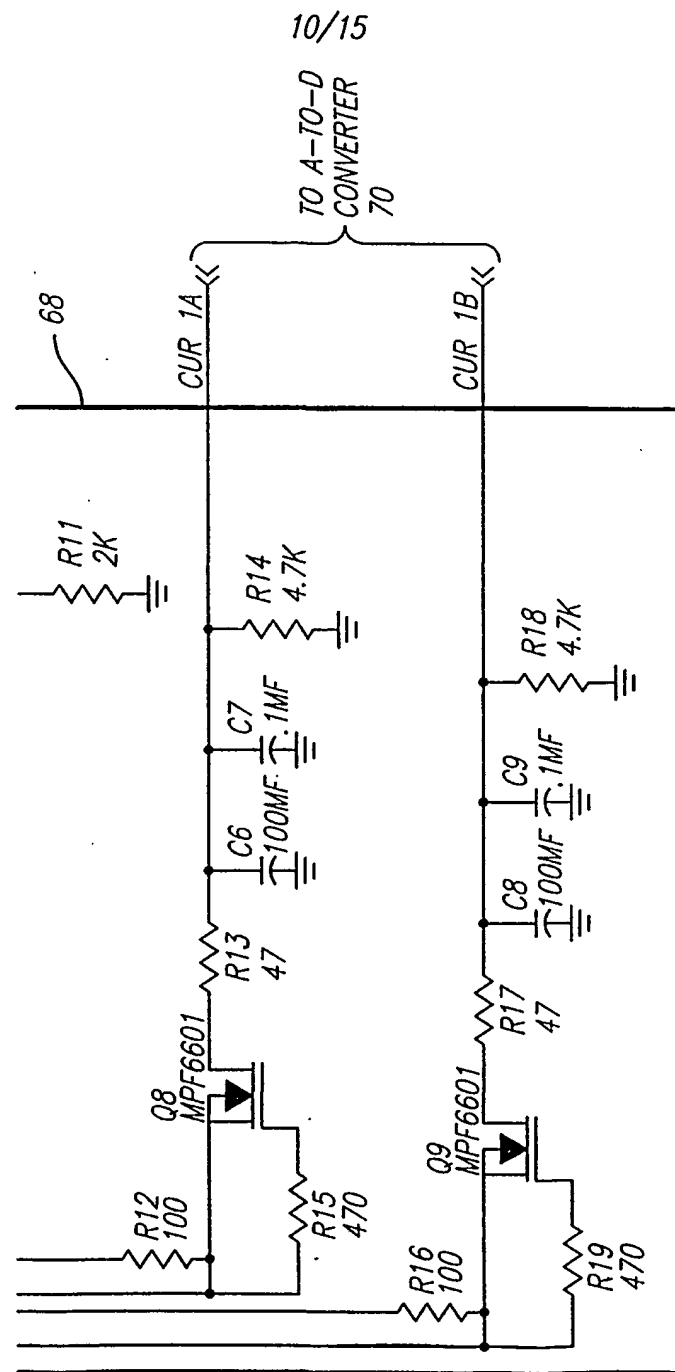 10/15
TO A-TO-D
CONVERTER
70
68
CUR 1A
CUR 1B
R11
2K
R14
4.7K
C7
.1MF
C6
100MF
R13
47
Q8
MPF6601
R12
100
R15
470
R18
4.7K
C9
.1MF
C8
100MF
R17
47
Q9
MPF6601
R16
100
R19
470